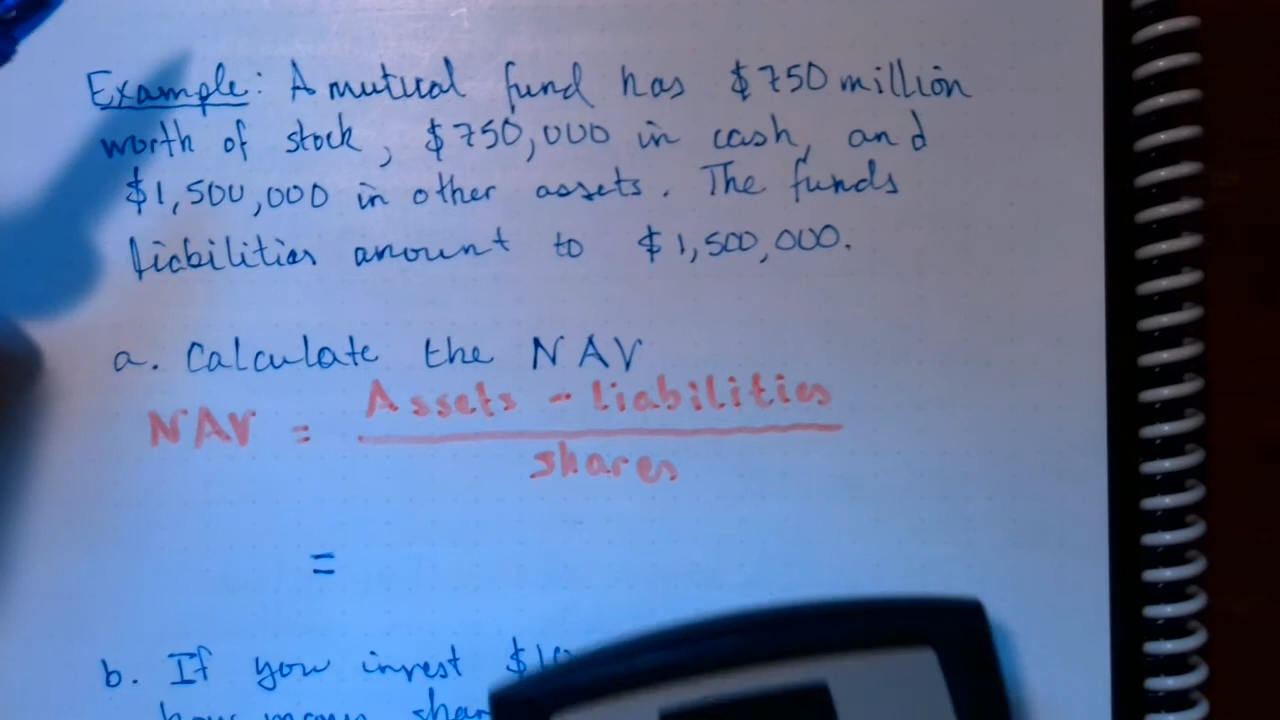 Example: A mutual fund has $750 million
worth of stock, $750,000 in cash, and
$1,500,000 in other assets. The funds
liabilities amount to $1,500,000.
a. Calculate the NAV
NAV = Assets - liabilities
shares
=
b. If you invest
how many